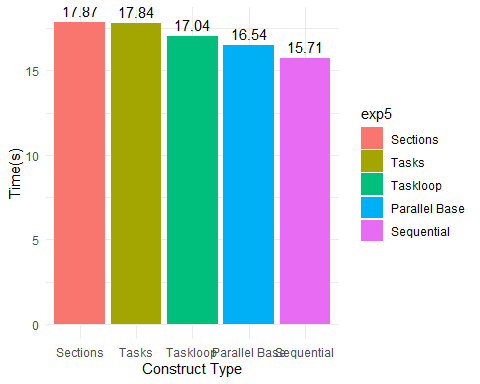 17.87
17.84
17.04
16.54
15.71
15
10
5
0
Time(s)
Sections
Tasks
Taskloop
Parallel Base
Sequential
Construct Type
exp5
Sections
Tasks
Taskloop
Parallel Base
Sequential